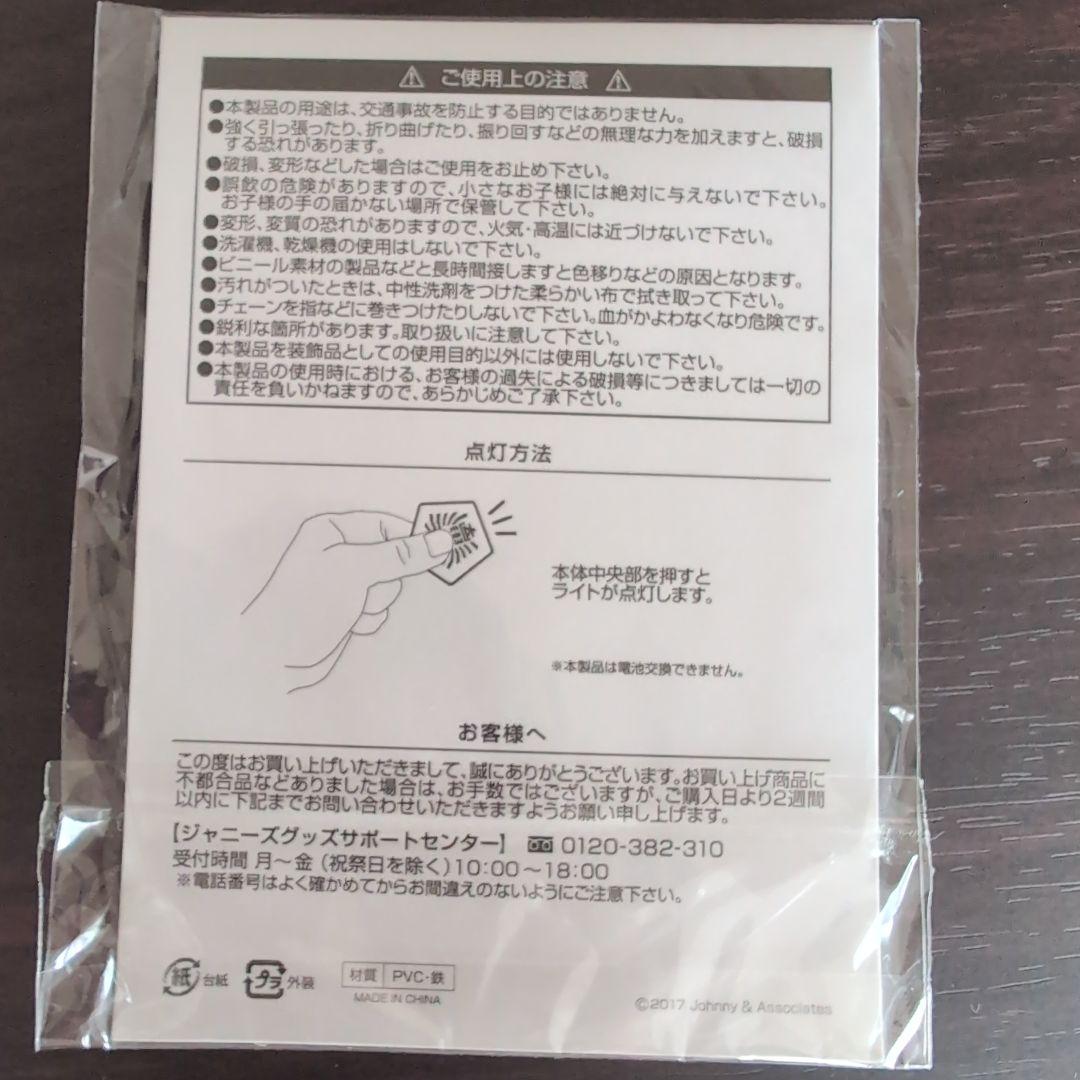 ⚠ ご使用上の注意 ⚠
●本製品の用途は、交通事故を防止する目的ではありません。
●強く引っ張ったり、折り曲げたり、振り回すなどの無理な力を加えますと、破損
する恐れがあります。
●破損、変形などした場合はご使用をお止め下さい。
●誤飲の危険がありますので、小さなお子様には絶対に与えないで下さい。
お子様の手の届かない場所で保管して下さい。
●変形、変質の恐れがありますので、火気・高温には近づけないで下さい。
●洗濯機、乾燥機の使用はしないで下さい。
●ビニール素材の製品などと長時間接しますと色移りなどの原因となります。
●汚れがついたときは、中性洗剤をつけた柔らかい布で拭き取って下さい。
●チェーンを指などに巻きつけたりしないで下さい。血がかよわなくなり危険です。
●鋭利な箇所があります。取り扱いに注意して下さい。
●本製品を装飾品としての使用目的以外には使用しないで下さい。
●本製品の使用時における、お客様の過失による破損等につきましては一切の
責任を負いかねますので、あらかじめご了承下さい。
点灯方法
本体中央部を押すと
ライトが点灯します。
※本製品は電池交換できません。
お客様へ
この度はお買い上げいただきまして、誠にありがとうございます。お買い上げ商品に
不都合品などありました場合は、お手数ではございますが、ご購入日より2週間
以内に下記までお問い合わせいただきますようお願い申し上げます。
【ジャニーズグッズサポートセンター】 0120-382-310
受付時間 月～金（祝祭日を除く）10:00～18:00
※電話番号はよく確かめてからお間違えのないようにご注意下さい。
紙 台紙 プラ 外装 材質 PVC・鉄
MADE IN CHINA
©2017 Johnny & Associates